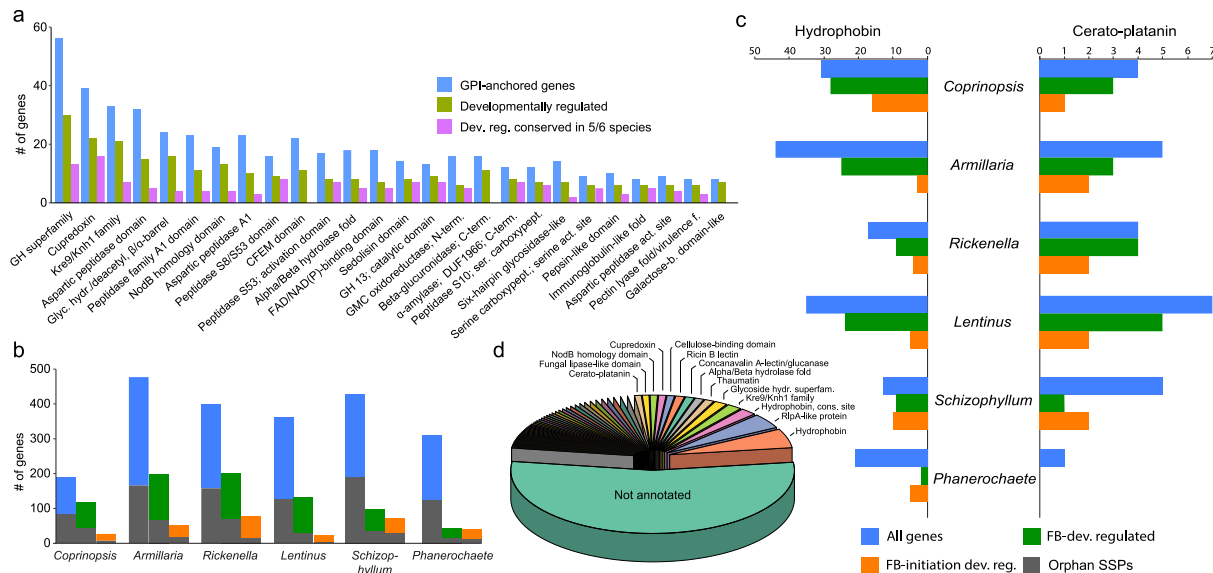 a
# of genes
60
40
20
0
GPI-anchored genes
Developmentally regulated
Dev. reg. conserved in 5/6 species
GH superfamily
Cupredoxin
Kre9/Knh1 family
Aspartic peptidase domain
Glyc. hydr./deacetyl, β/α-barrel
Peptidase family A1 domain
NodB homology domain
Aspartic peptidase A1
Peptidase S8/S53 domain
CFEM domain
Peptidase S53; activation domain
Alpha/Beta hydrolase fold
FAD/NAD(P)-binding domain
Sedolisin domain
GH 13; catalytic domain
GMC oxidoreductase; N-term.
Beta-glucuronidase; C-term.
α-amylase; DUF1966; C-term.
Peptidase S10; ser. carboxypept.
Six-hairpin glycosidase-like
Serine carboxypept.; serine act. site
Pepsin-like domain
Immunoglobulin-like fold
Aspartic peptidase act. site
Pectin lyase fold/virulence f.
Galactose-b. domain-like
b
# of genes
500
400
300
200
100
0
Coprinopsis
Armillaria
Rickenella
Lentinus
Schizop-
hyllum
Phanerochaete
c
Hydrophobin
50 40 30 20 10 0
Cerato-platanin
0 1 2 3 4 5 6 7
Coprinopsis
Armillaria
Rickenella
Lentinus
Schizophyllum
Phanerochaete
All genes
FB-dev. regulated
FB-initiation dev. reg.
Orphan SSPs
d
Cupredoxin
NodB homology domain
Fungal lipase-like domain
Cerato-platanin
Cellulose-binding domain
Ricin B lectin
Concanavalin A-lectin/glucanase
Alpha/Beta hydrolase fold
Thaumatin
Glycoside hydr. superfam.
Kre9/Knh1 family
Hydrophobin, cons, site
RlpA-like protein
Hydrophobin
Not annotated